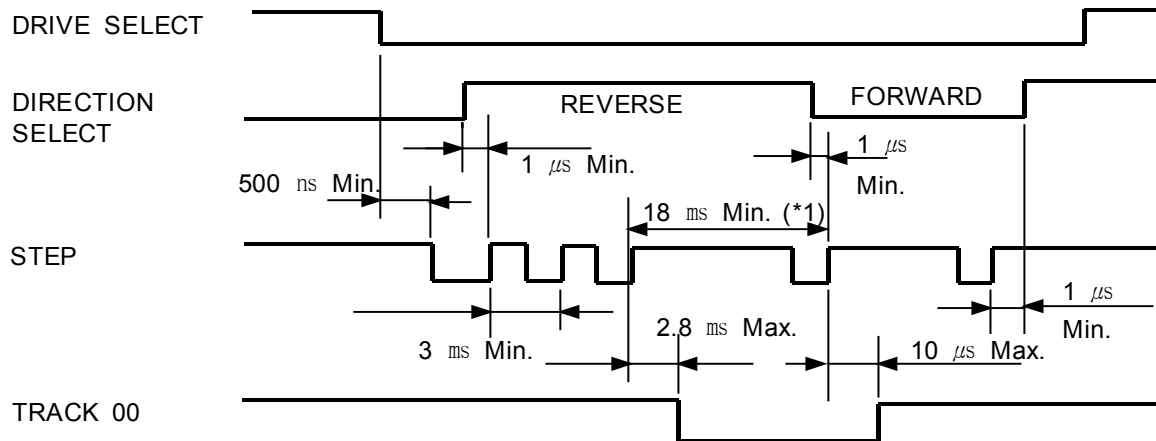 DRIVE SELECT
DIRECTION
SELECT
REVERSE
FORWARD
1 μs Min.
1 μs
Min.
500 ns Min.
18 ms Min. (*1)
STEP
3 ms Min.
2.8 ms Max.
1 μs
Min.
10 μs Max.
TRACK 00